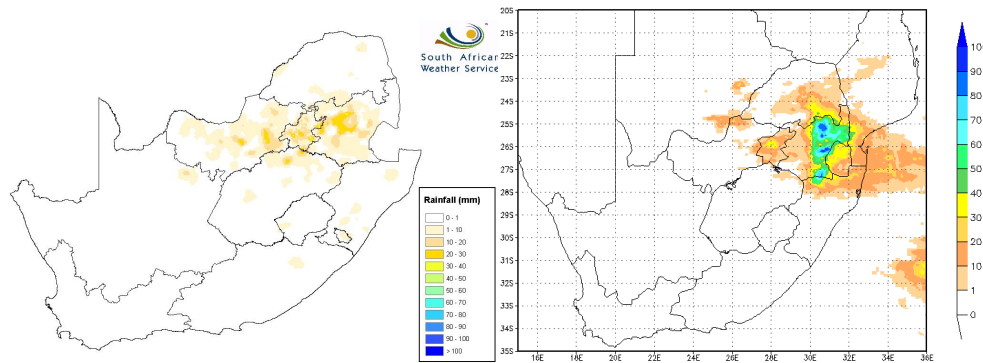 South African
Weather Service
Rainfall (mm)
0 - 1
1 - 10
10 - 20
20 - 30
30 - 40
40 - 50
50 - 60
60 - 70
70 - 80
80 - 90
90 - 100
> 100
20S
21S
22S
23S
24S
25S
26S
27S
28S
29S
30S
31S
32S
33S
34S
35S
16E
18E
20E
22E
24E
26E
28E
30E
32E
34E
36E
90
80
70
60
50
40
30
20
10
1
0